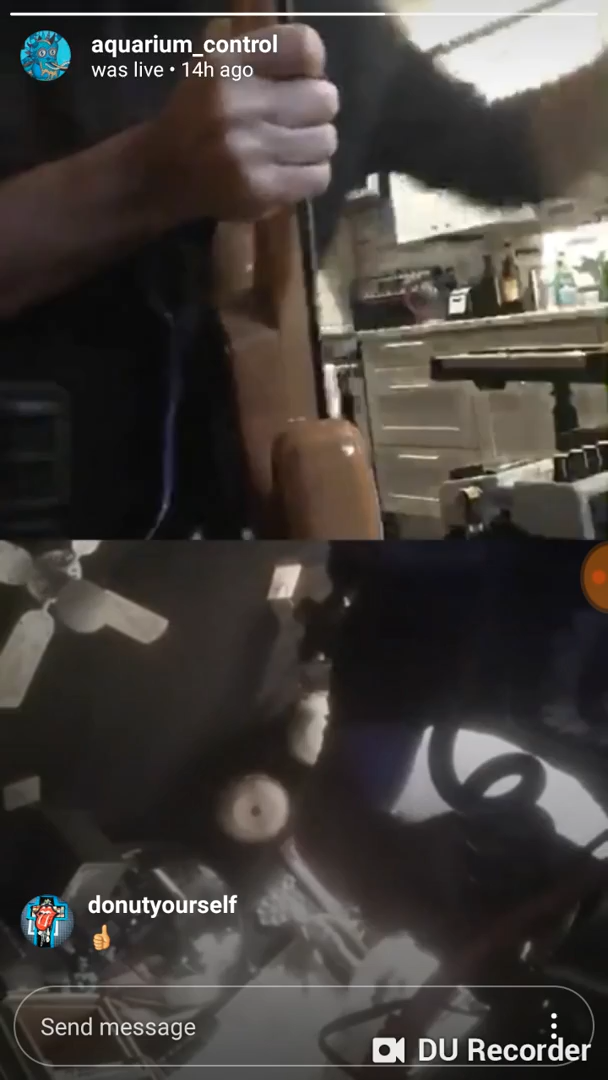 aquarium_control
was live • 14h ago
donutyourself
👍
Send message
DU Recorder